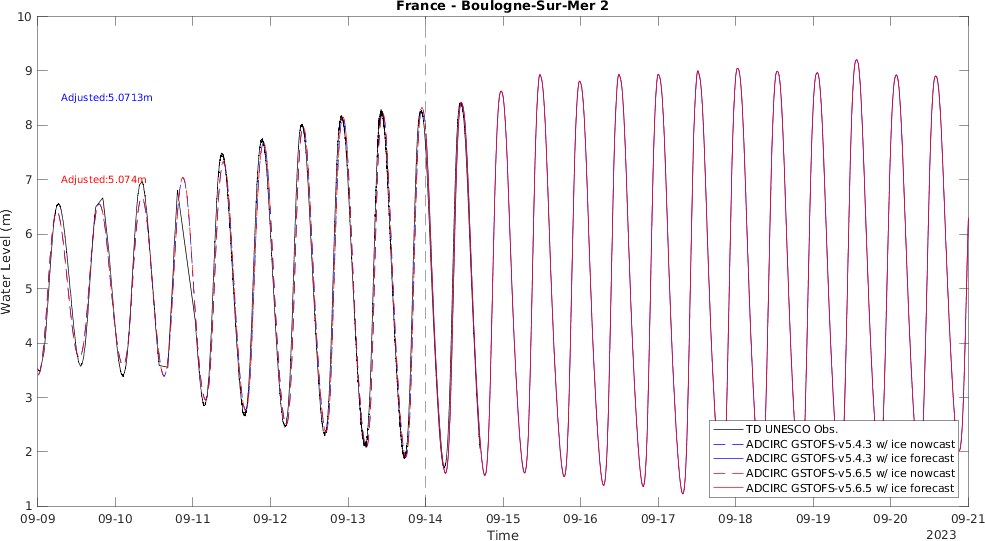 France - Boulogne-Sur-Mer 2
10
9
8
7
6
5
4
3
2
1
Water Level (m)
Adjusted:5.0713m
Adjusted:5.074m
TD UNESCO Obs.
ADCIRC GSTOFS-v5.4.3 w/ ice nowcast
ADCIRC GSTOFS-v5.4.3 w/ ice forecast
ADCIRC GSTOFS-v5.6.5 w/ ice nowcast
ADCIRC GSTOFS-v5.6.5 w/ ice forecast
09-09 09-10 09-11 09-12 09-13 09-14 09-15 09-16 09-17 09-18 09-19 09-20 09-21
Time
2023